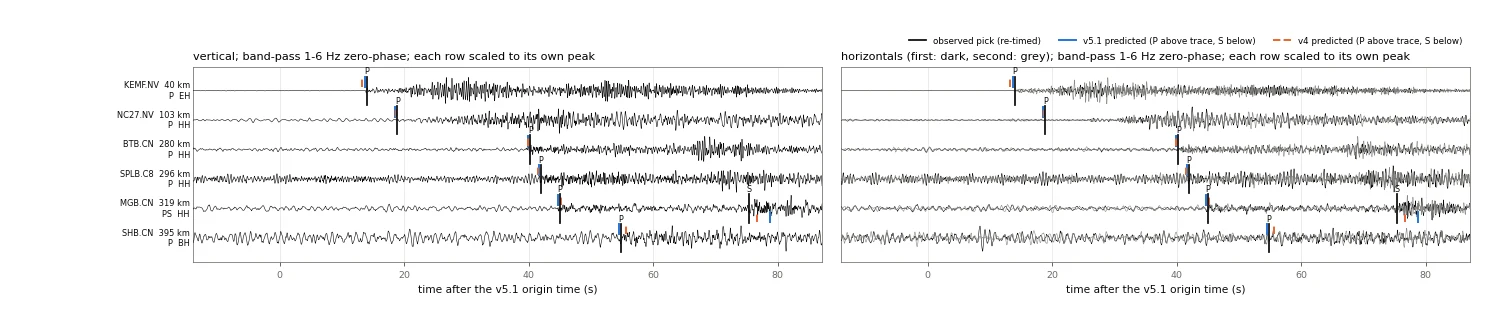 observed pick (re-timed)
v5.1 predicted (P above trace, S below)
v4 predicted (P above trace, S below)
vertical; band-pass 1-6 Hz zero-phase; each row scaled to its own peak
horizontals (first: dark, second: grey); band-pass 1-6 Hz zero-phase; each row scaled to its own peak
KEMF.NV 40 km
P EH
NC27.NV 103 km
P HH
BTB.CN 280 km
P HH
SPLB.C8 296 km
P HH
MGB.CN 319 km
PS HH
SHB.CN 395 km
P BH
P
P
P
P
P
S
P
P
P
P
P
P
S
P
0 20 40 60 80
0 20 40 60 80
time after the v5.1 origin time (s)
time after the v5.1 origin time (s)